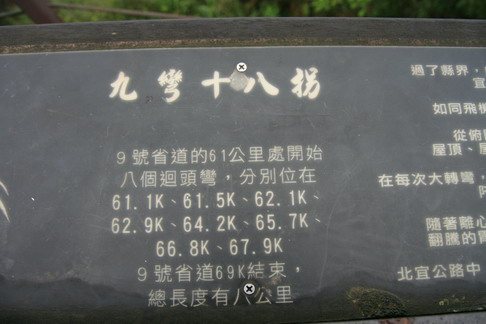 九彎十八拐
9號省道的61公里處開始
八個迴頭彎，分別位在
61.1K、61.5K、62.1K、
62.9K、64.2K、65.7K、
66.8K、67.9K
9號省道69K結束，
總長度有八公里
過了縣界，
宜
如同飛機
從俯
屋頂、
在每次大轉彎，
隨著離心
翻騰的胃
北宜公路中